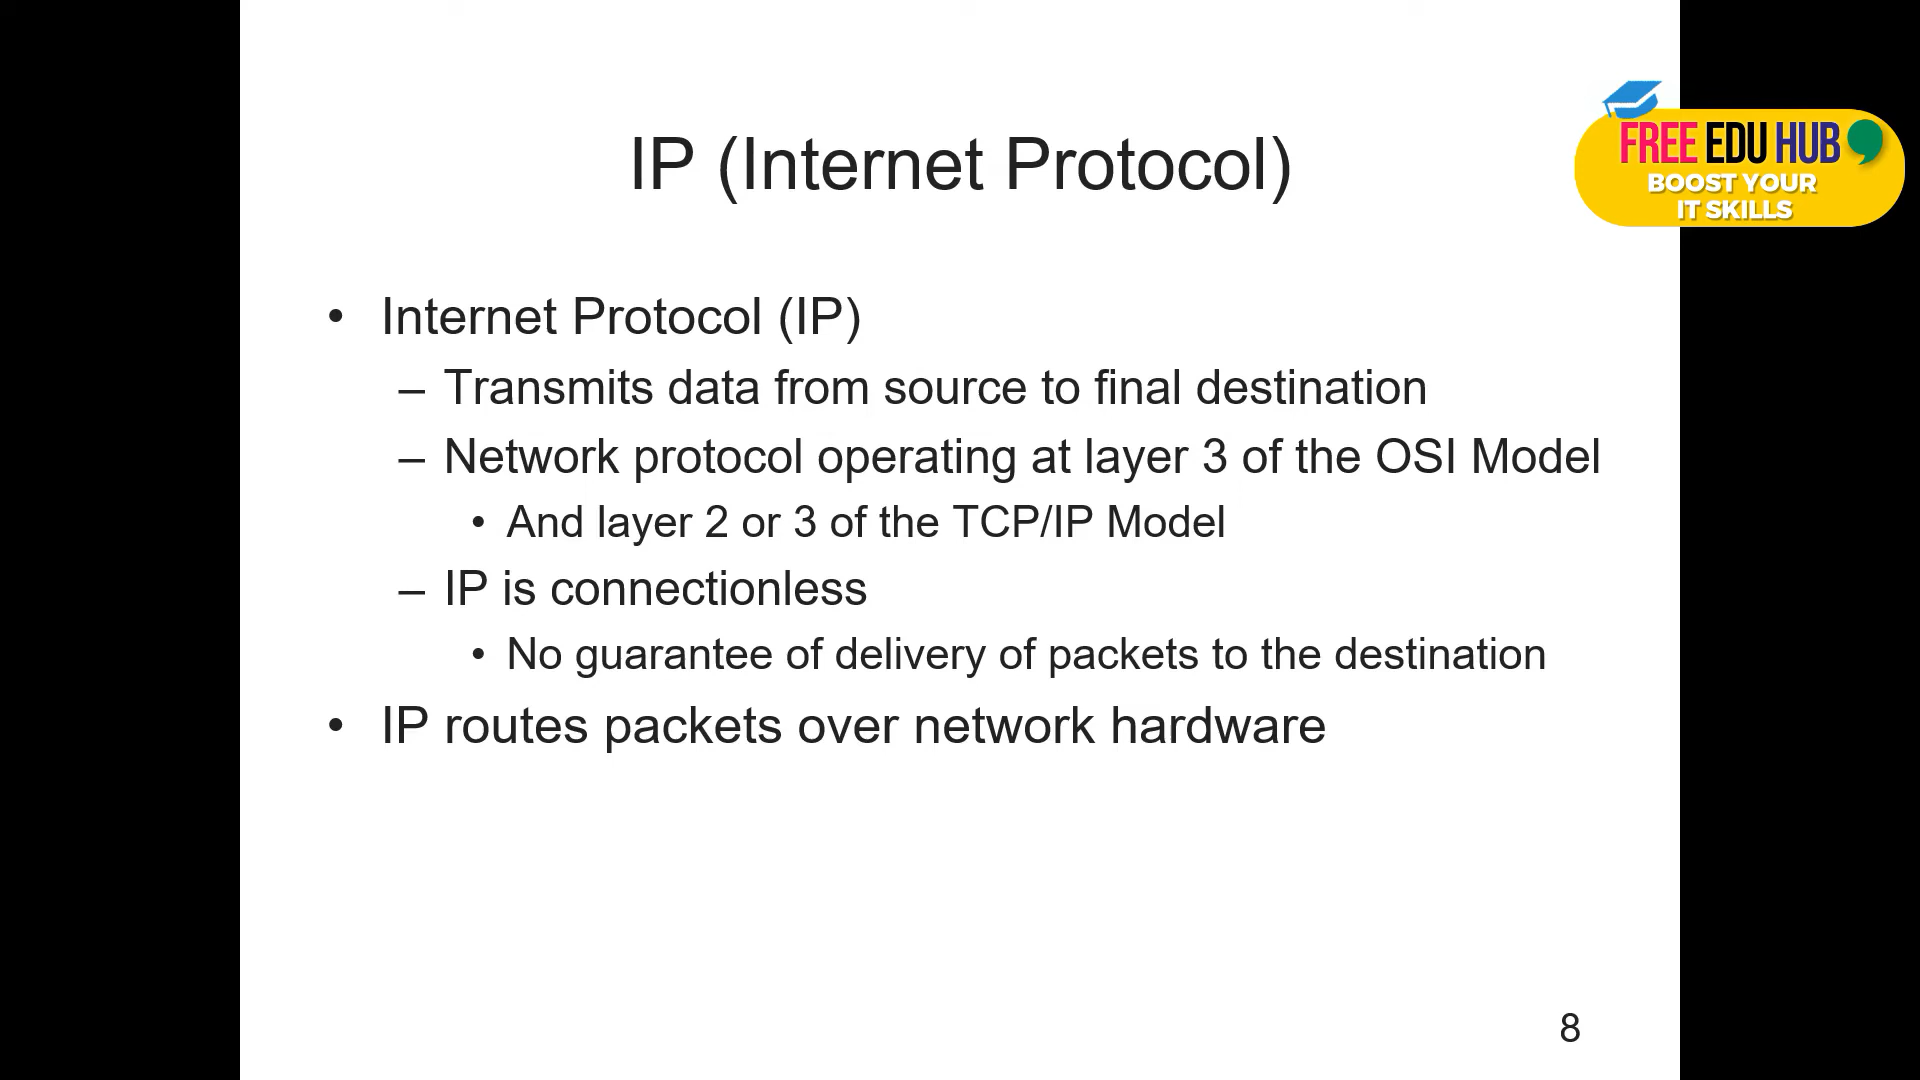 IP (Internet Protocol)
FREE EDU HUB
BOOST YOUR
IT SKILLS
• Internet Protocol (IP)
– Transmits data from source to final destination
– Network protocol operating at layer 3 of the OSI Model
• And layer 2 or 3 of the TCP/IP Model
– IP is connectionless
• No guarantee of delivery of packets to the destination
• IP routes packets over network hardware
8